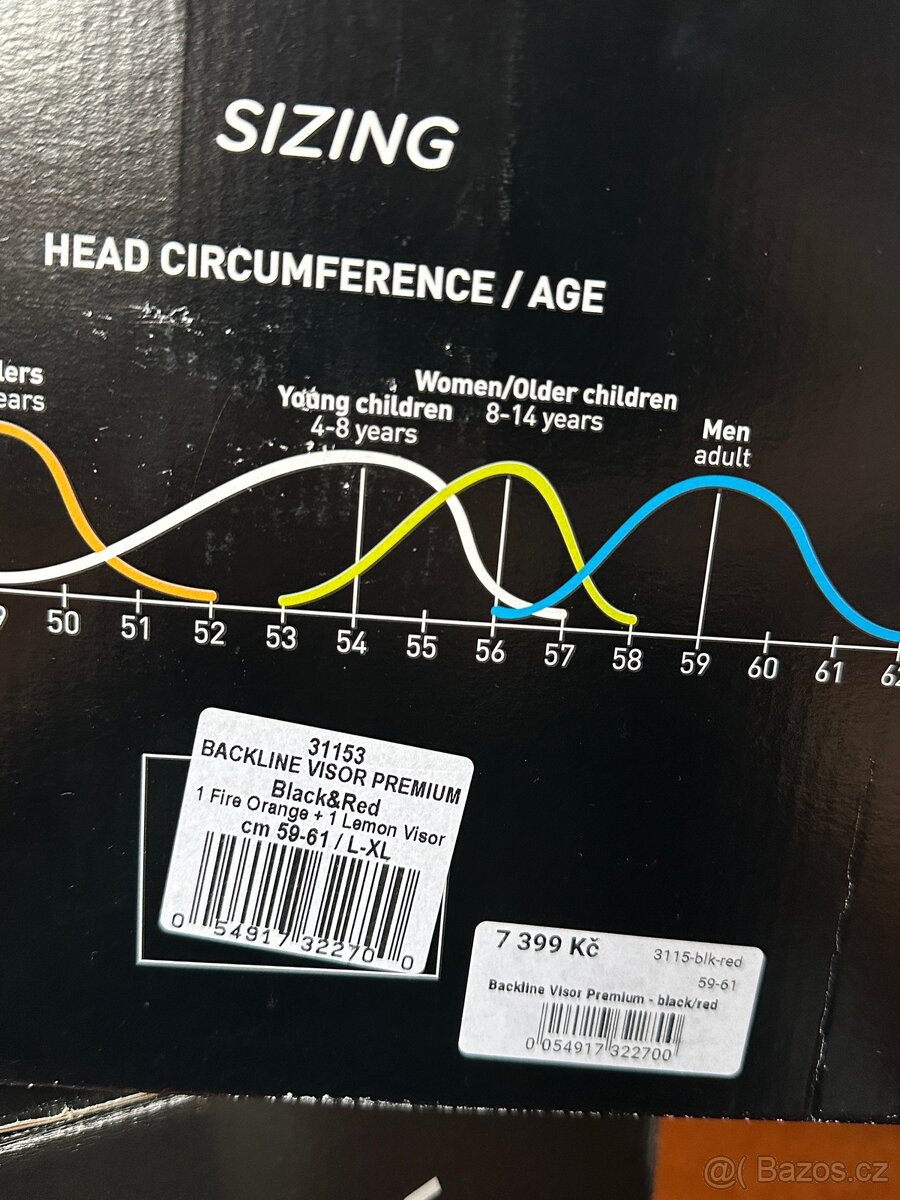 SIZING
HEAD CIRCUMFERENCE / AGE
Young children
4-8 years
Women/Older children
8-14 years
Men
adult
50 51 52 53 54 55 56 57 58 59 60 61
31153
BACKLINE VISOR PREMIUM
Black&Red
1 Fire Orange + 1 Lemon Visor
cm 59-61 / L-XL
0 54917 32270 0
7 399 Kč
3115-blk-red
59-61
Backline Visor Premium - black/red
0 054917 322700
@( Bazos.cz